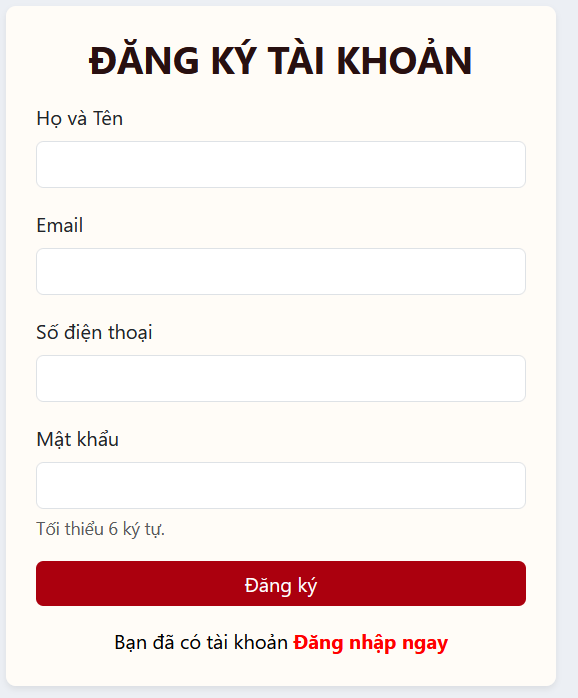 ĐĂNG KÝ TÀI KHOẢN
Họ và Tên
Email
Số điện thoại
Mật khẩu
Tối thiểu 6 ký tự.
Đăng ký
Bạn đã có tài khoản Đăng nhập ngay